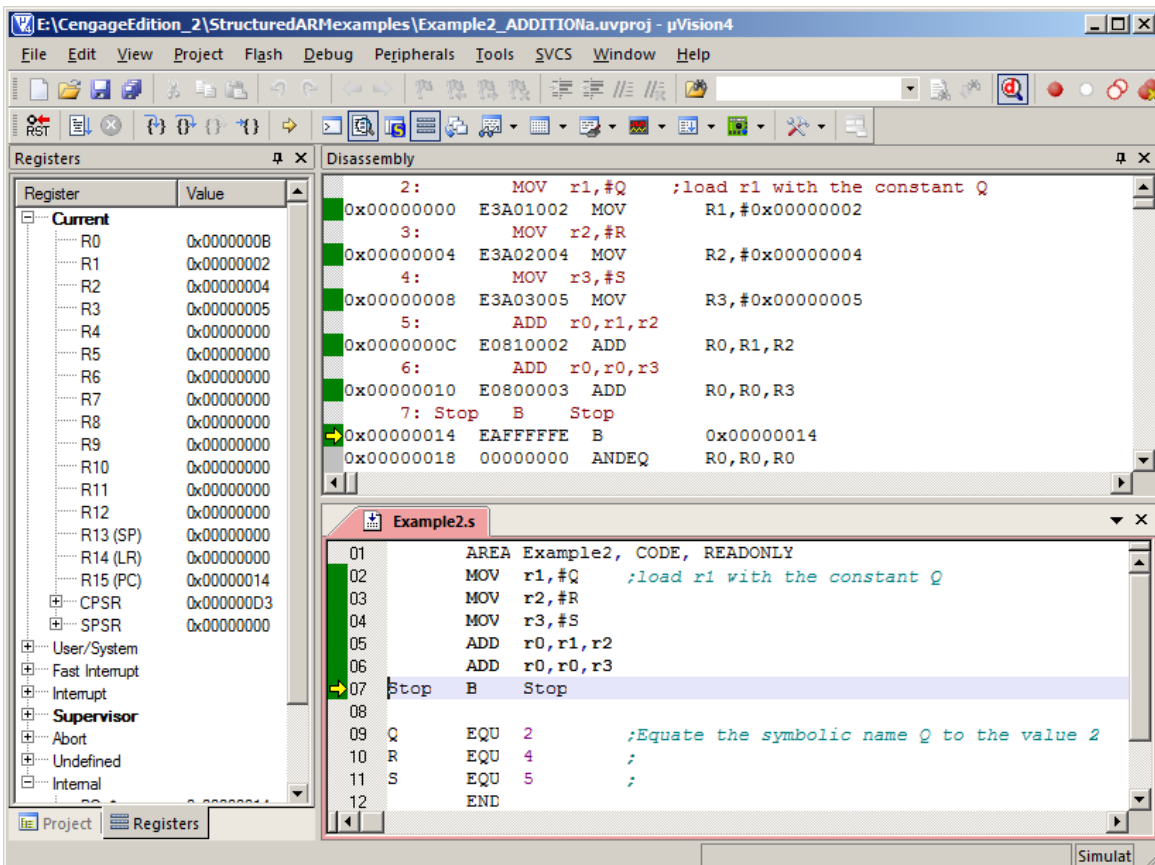 E:\CengageEdition_2\StructuredARMexamples\Example2_ADDITIONa.uvproj - µVision4
File Edit View Project Flash Debug Peripherals Tools SVCS Window Help
RST
Registers
Register Value
Current
R0 0x0000000B
R1 0x00000002
R2 0x00000004
R3 0x00000005
R4 0x00000000
R5 0x00000000
R6 0x00000000
R7 0x00000000
R8 0x00000000
R9 0x00000000
R10 0x00000000
R11 0x00000000
R12 0x00000000
R13 (SP) 0x00000000
R14 (LR) 0x00000000
R15 (PC) 0x00000014
CPSR 0x000000D3
SPSR 0x00000000
User/System
Fast Interrupt
Interrupt
Supervisor
Abort
Undefined
Internal
Project Registers
Disassembly
2: MOV r1,#Q ;load r1 with the constant Q
0x00000000 E3A01002 MOV R1,#0x00000002
3: MOV r2,#R
0x00000004 E3A02004 MOV R2,#0x00000004
4: MOV r3,#S
0x00000008 E3A03005 MOV R3,#0x00000005
5: ADD r0,r1,r2
0x0000000C E0810002 ADD R0,R1,R2
6: ADD r0,r0,r3
0x00000010 E0800003 ADD R0,R0,R3
7: Stop B Stop
0x00000014 EAFFFFFE B 0x00000014
0x00000018 00000000 ANDEQ R0,R0,R0
Example2.s
01 AREA Example2, CODE, READONLY
02 MOV r1,#Q ;load r1 with the constant Q
03 MOV r2,#R
04 MOV r3,#S
05 ADD r0,r1,r2
06 ADD r0,r0,r3
07 Stop B Stop
08
09 Q EQU 2 ;Equate the symbolic name Q to the value 2
10 R EQU 4 ;
11 S EQU 5 ;
12 END
Simulat